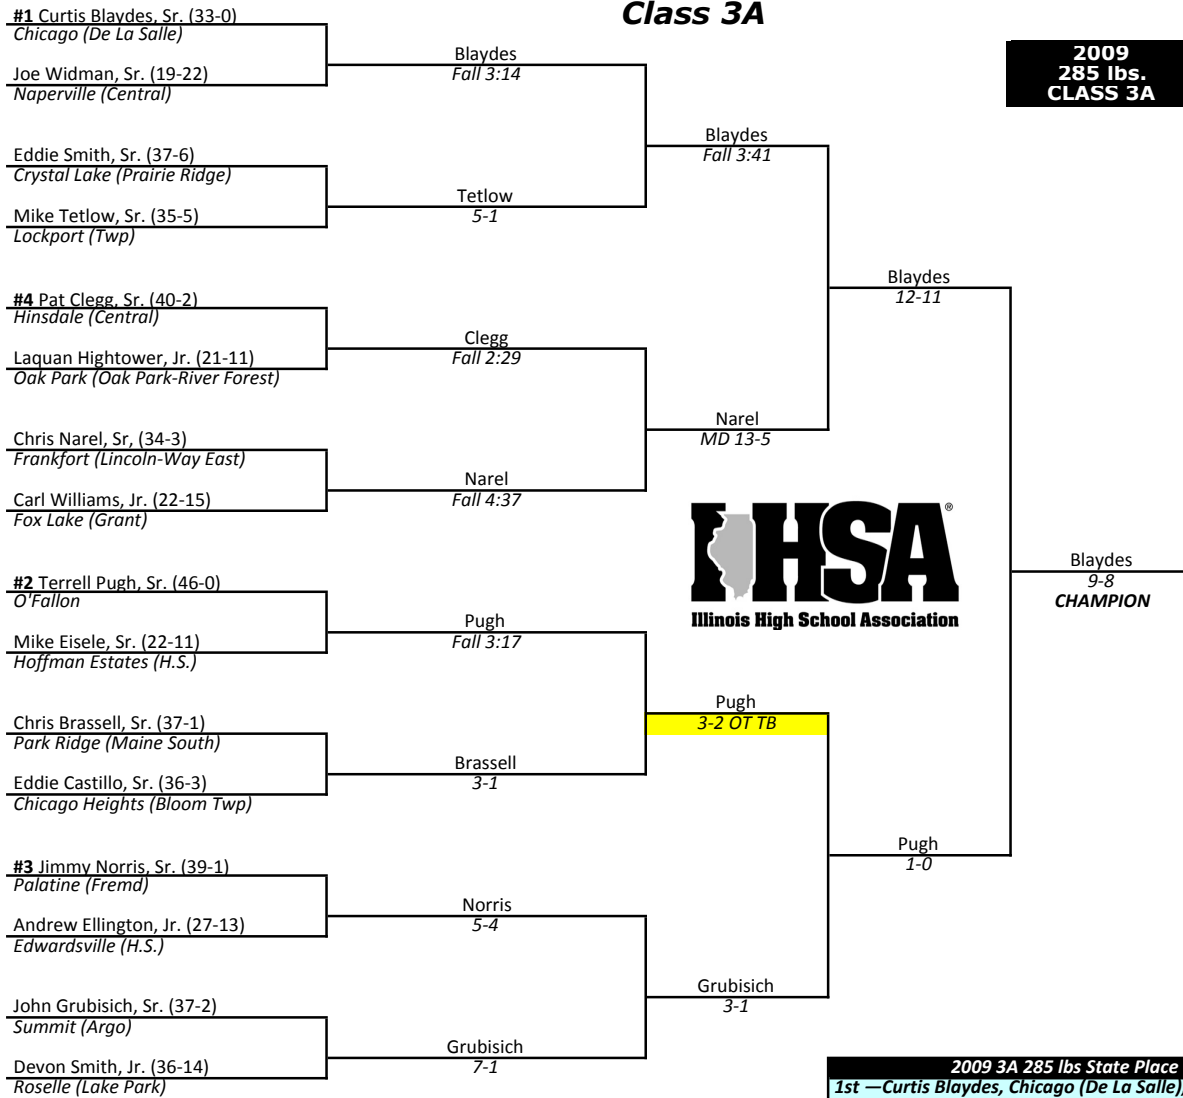 Class 3A
2009
285 lbs.
CLASS 3A
#1 Curtis Blaydes, Sr. (33-0)
Chicago (De La Salle)
Joe Widman, Sr. (19-22)
Naperville (Central)
Eddie Smith, Sr. (37-6)
Crystal Lake (Prairie Ridge)
Mike Tetlow, Sr. (35-5)
Lockport (Twp)
#4 Pat Clegg, Sr. (40-2)
Hinsdale (Central)
Laquan Hightower, Jr. (21-11)
Oak Park (Oak Park-River Forest)
Chris Narel, Sr, (34-3)
Frankfort (Lincoln-Way East)
Carl Williams, Jr. (22-15)
Fox Lake (Grant)
#2 Terrell Pugh, Sr. (46-0)
O'Fallon
Mike Eisele, Sr. (22-11)
Hoffman Estates (H.S.)
Chris Brassell, Sr. (37-1)
Park Ridge (Maine South)
Eddie Castillo, Sr. (36-3)
Chicago Heights (Bloom Twp)
#3 Jimmy Norris, Sr. (39-1)
Palatine (Fremd)
Andrew Ellington, Jr. (27-13)
Edwardsville (H.S.)
John Grubisich, Sr. (37-2)
Summit (Argo)
Devon Smith, Jr. (36-14)
Roselle (Lake Park)
Blaydes
Fall 3:14
Tetlow
5-1
Clegg
Fall 2:29
Narel
Fall 4:37
Pugh
Fall 3:17
Brassell
3-1
Norris
5-4
Grubisich
7-1
Blaydes
Fall 3:41
Narel
MD 13-5
Pugh
3-2 OT TB
Grubisich
3-1
Blaydes
12-11
Pugh
1-0
Blaydes
9-8
CHAMPION
IHSA®
Illinois High School Association
2009 3A 285 lbs State Place
1st —Curtis Blaydes, Chicago (De La Salle),